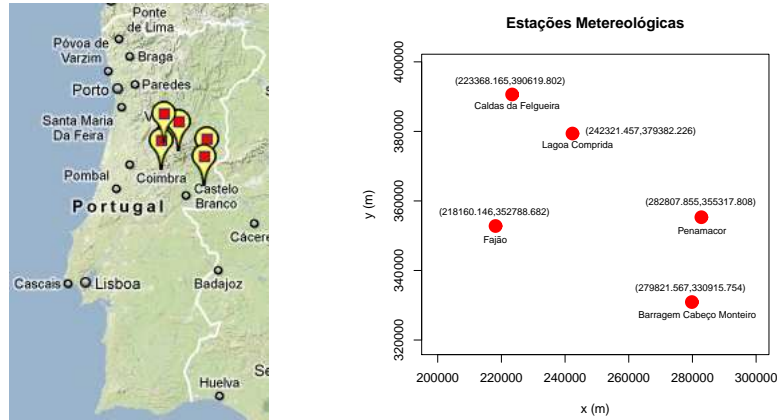 Ponte
de Lima
Póvoa de
Varzim
Braga
Porto
Paredes
Santa Maria
Da Feira
V
Pombal
Coimbra
Castelo
Branco
Portugal
Cácere
Cascais
Lisboa
Badajoz
Huelva
Se
Estações Metereológicas
400000
380000
360000
340000
320000
y (m)
(223368.165,390619.802)
Caldas da Felgueira
(242321.457,379382.226)
Lagoa Comprida
(282807.855,355317.808)
Penamacor
(218160.146,352788.682)
Fajão
(279821.567,330915.754)
Barragem Cabeço Monteiro
200000 220000 240000 260000 280000 300000
x (m)